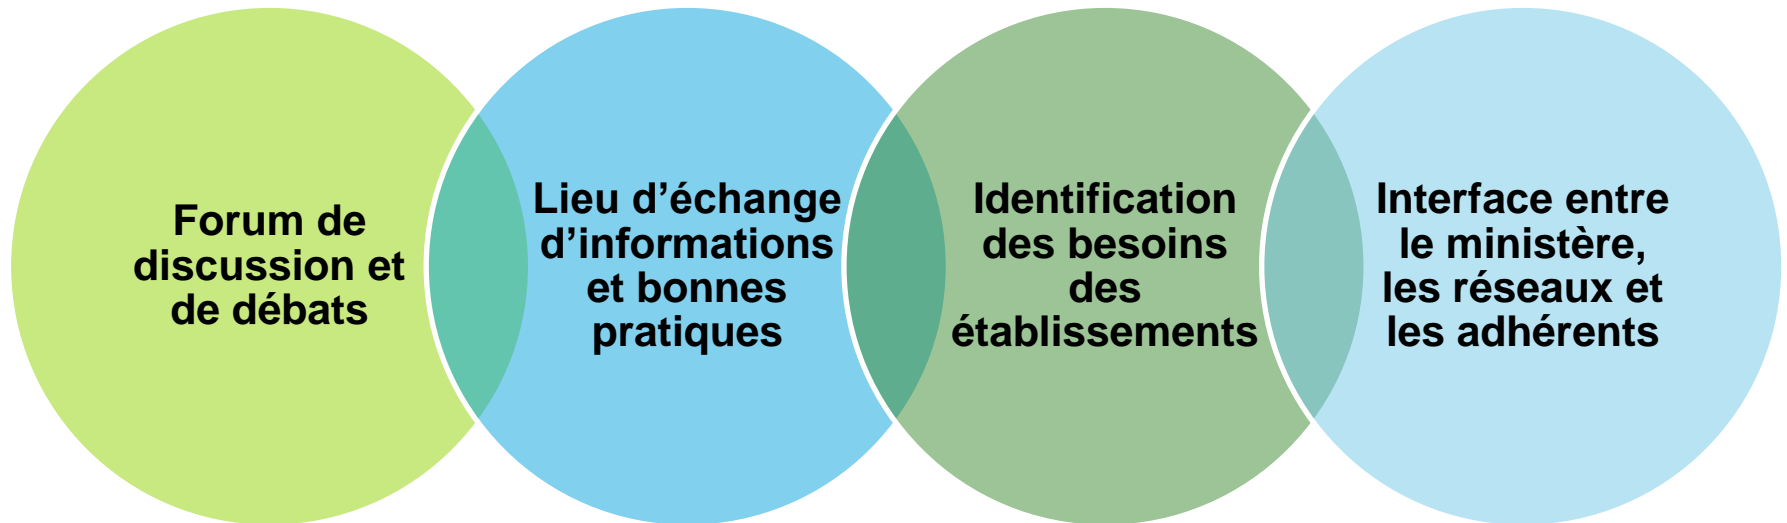 Forum de
discussion et
de débats
Lieu d’échange
d’informations
et bonnes
pratiques
Identification
des besoins
des
établissements
Interface entre
le ministère,
les réseaux et
les adhérents